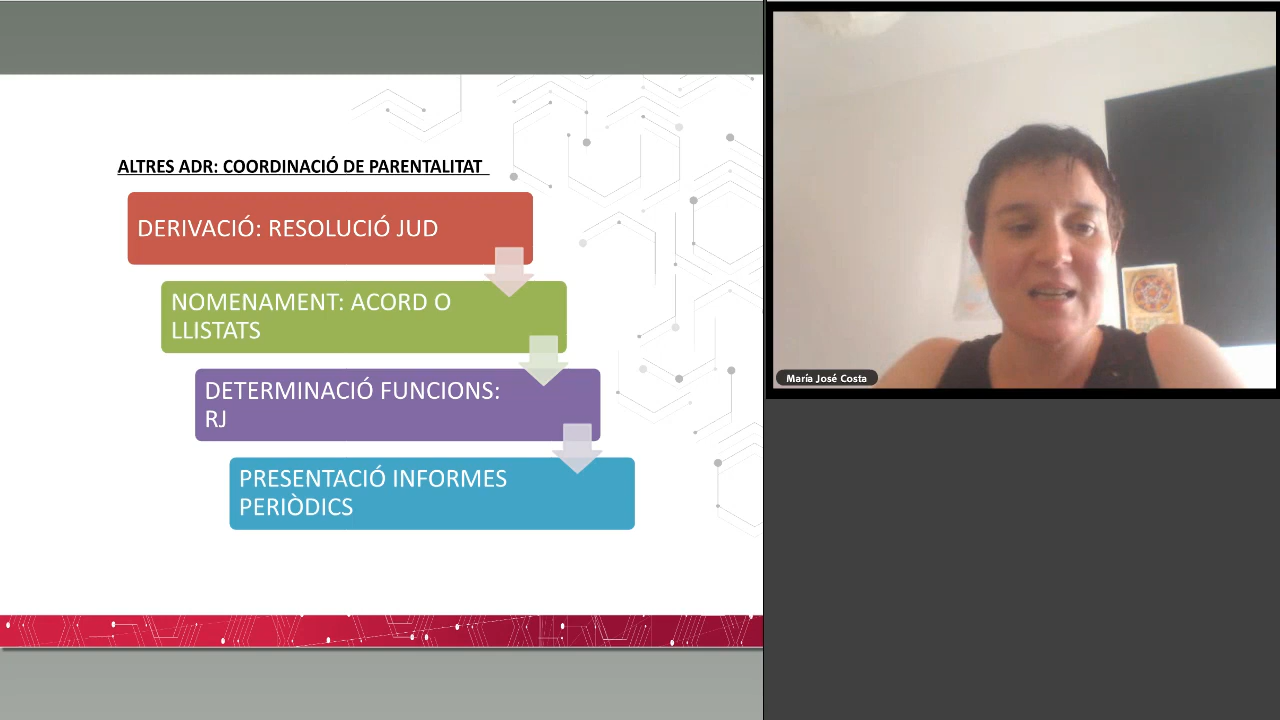 ALTRES ADR: COORDINACIÓ DE PARENTALITAT
DERIVACIÓ: RESOLUCIÓ JUD
NOMENAMENT: ACORD O
LLISTATS
DETERMINACIÓ FUNCIONS:
RJ
PRESENTACIÓ INFORMES
PERIÒDICS
María José Costa